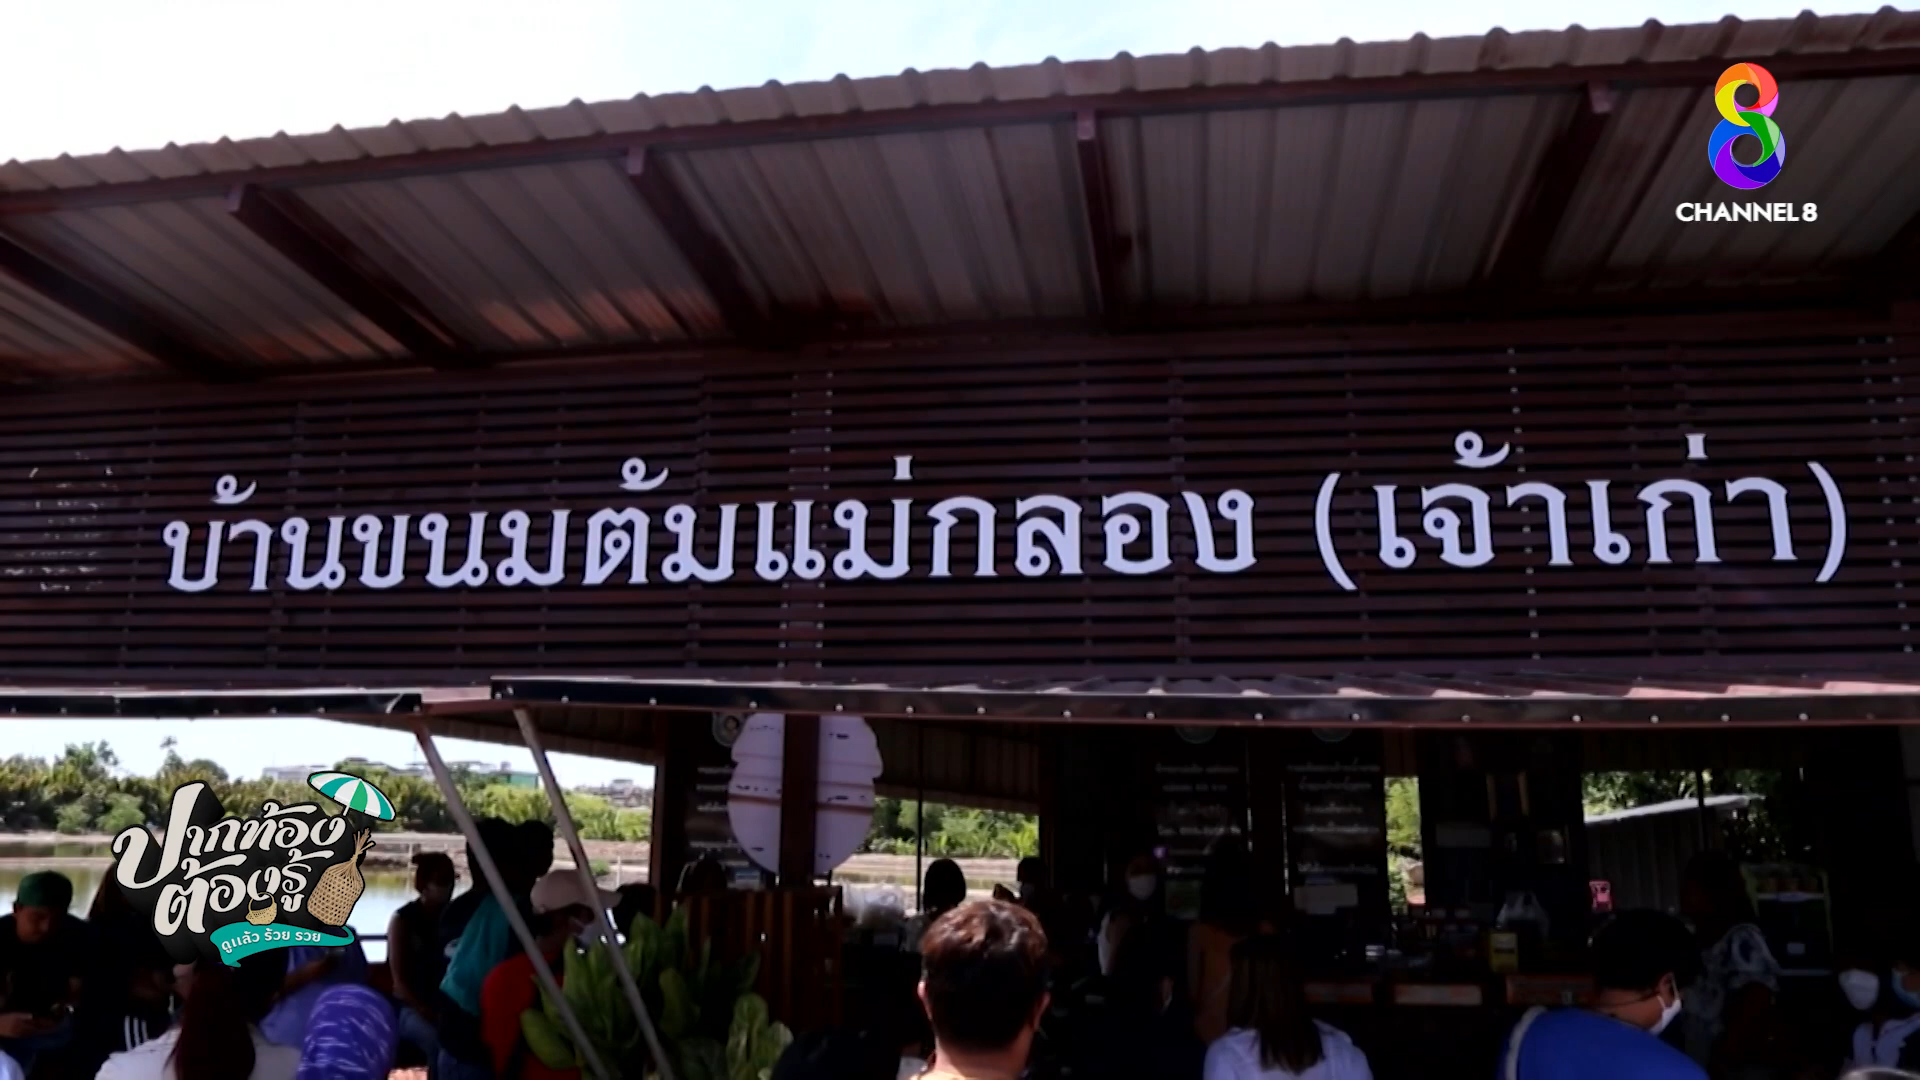 CHANNEL 8
บ้านขนมต้มแม่กลอง (เจ้าเก่า)
ปากท้อง
ต้องรู้
ดูแล้ว ร้วย รวย